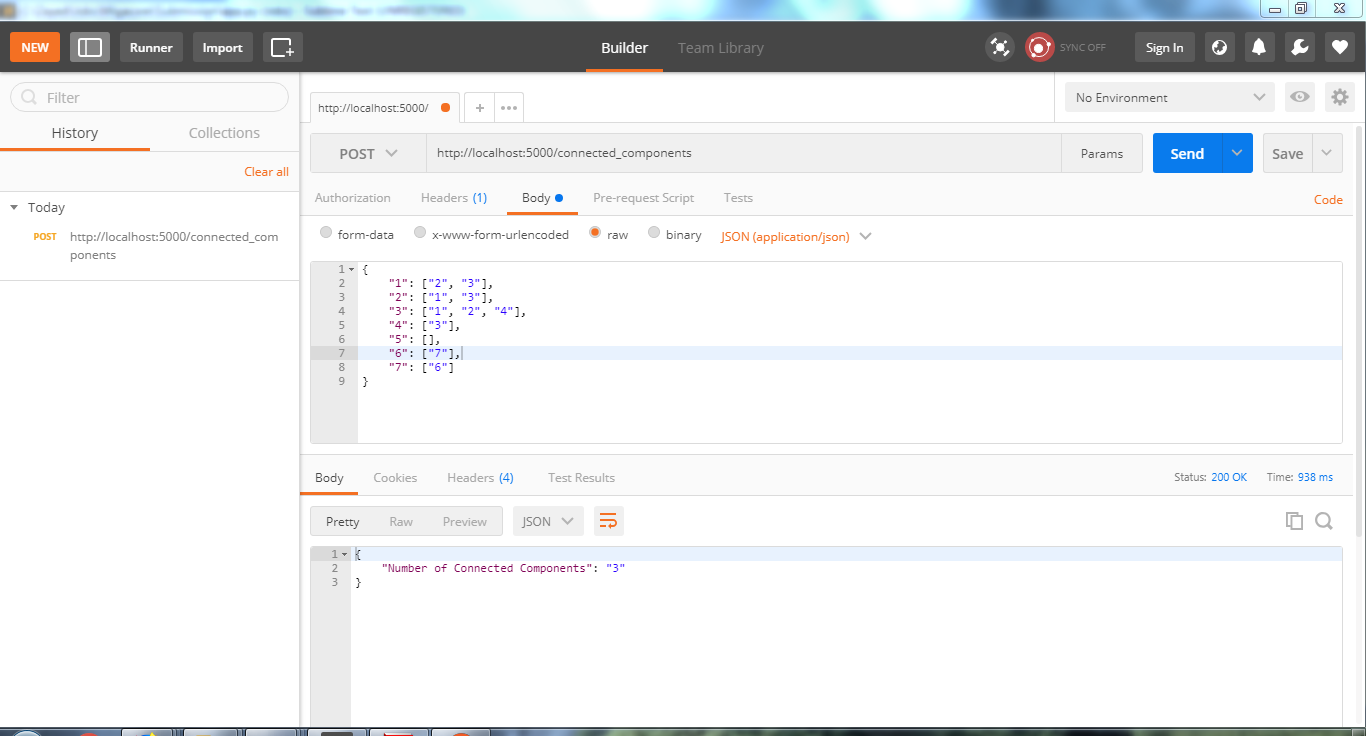 NEW
Runner
Import
Builder
Team Library
SYNC OFF
Sign In
Filter
History
Collections
Clear all
Today
POST
http://localhost:5000/connected_com
ponents
http://localhost:5000/
No Environment
POST
http://localhost:5000/connected_components
Params
Send
Save
Authorization
Headers (1)
Body
Pre-request Script
Tests
Code
form-data
x-www-form-urlencoded
raw
binary
JSON (application/json)
1 {
2 "1": ["2", "3"],
3 "2": ["1", "3"],
4 "3": ["1", "2", "4"],
5 "4": ["3"],
6 "5": [],
7 "6": ["7"],
8 "7": ["6"]
9 }
Body
Cookies
Headers (4)
Test Results
Status: 200 OK
Time: 938 ms
Pretty
Raw
Preview
JSON
1 {
2 "Number of Connected Components": "3"
3 }